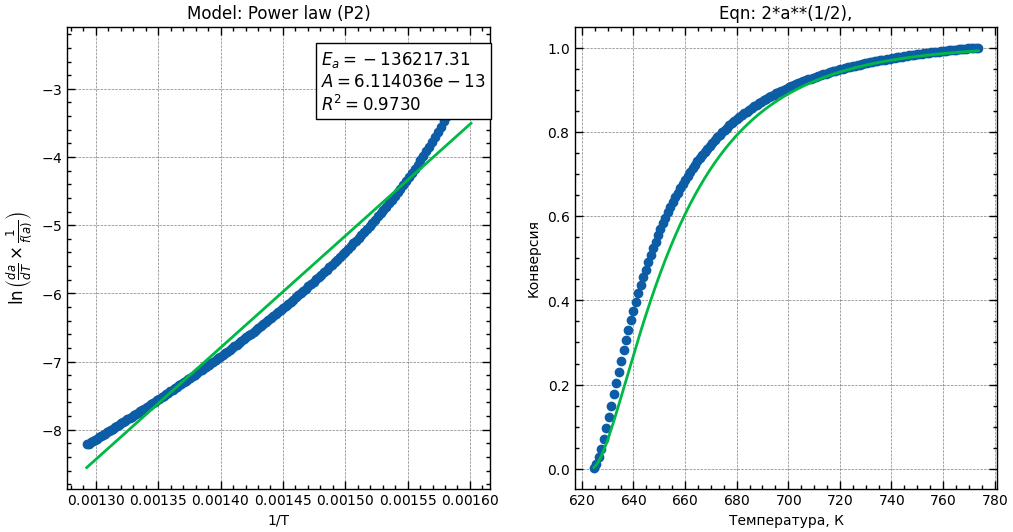 Model: Power law (P2)
E_a = −136217.31
A = 6.114036e − 13
R² = 0.9730
−3
−4
−5
−6
−7
−8
ln (da/dT × 1/f(a))
0.00130 0.00135 0.00140 0.00145 0.00150 0.00155 0.00160
1/T
Eqn: 2*a**(1/2),
1.0
0.8
0.6
0.4
0.2
0.0
Конверсия
620 640 660 680 700 720 740 760 780
Температура, К